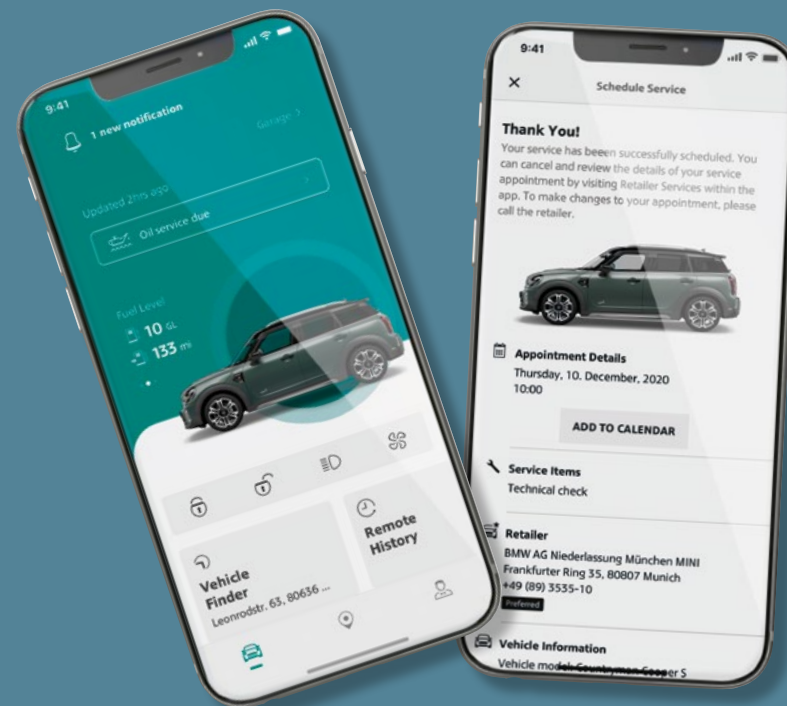 9:41
1 new notification
Garage >
Updated 2hrs ago
Oil service due
Fuel Level
10 GL
133 mi
Vehicle
Finder
Leonrodstr. 63, 80636 ...
Remote
History
9:41
Schedule Service
Thank You!
Your service has beeen successfully scheduled. You
can cancel and review the details of your service
appointment by visiting Retailer Services within the
app. To make changes to your appointment, please
call the retailer.
Appointment Details
Thursday, 10. December, 2020
10:00
ADD TO CALENDAR
Service Items
Technical check
Retailer
BMW AG Niederlassung München MINI
Frankfurter Ring 35, 80807 Munich
+49 (89) 3535-10
Preferred
Vehicle Information
Vehicle model: Countryman Cooper S